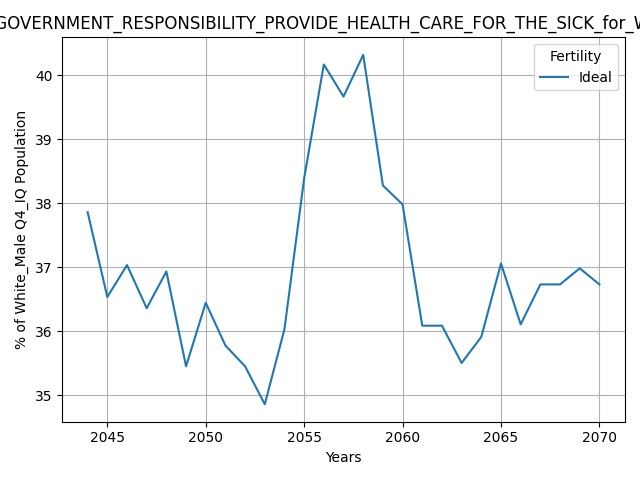 GOVERNMENT_RESPONSIBILITY_PROVIDE_HEALTH_CARE_FOR_THE_SICK_for_W
Fertility
Ideal
% of White_Male Q4_IQ Population
40
39
38
37
36
35
2045
2050
2055
2060
2065
2070
Years